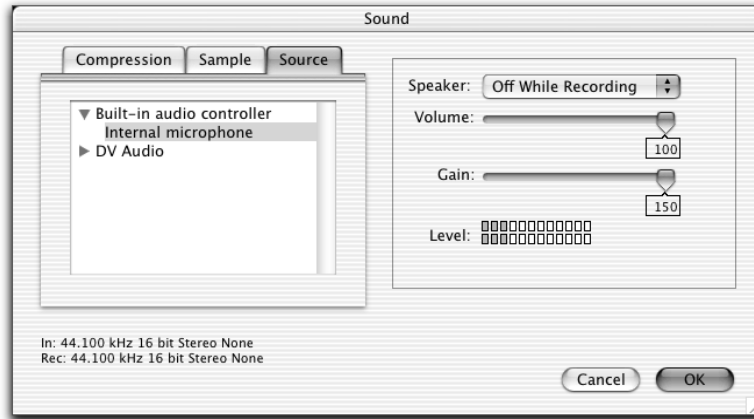 Sound
Compression
Sample
Source
Built-in audio controller
Internal microphone
DV Audio
Speaker: Off While Recording
Volume:
100
Gain:
150
Level:
In: 44.100 kHz 16 bit Stereo None
Rec: 44.100 kHz 16 bit Stereo None
Cancel
OK